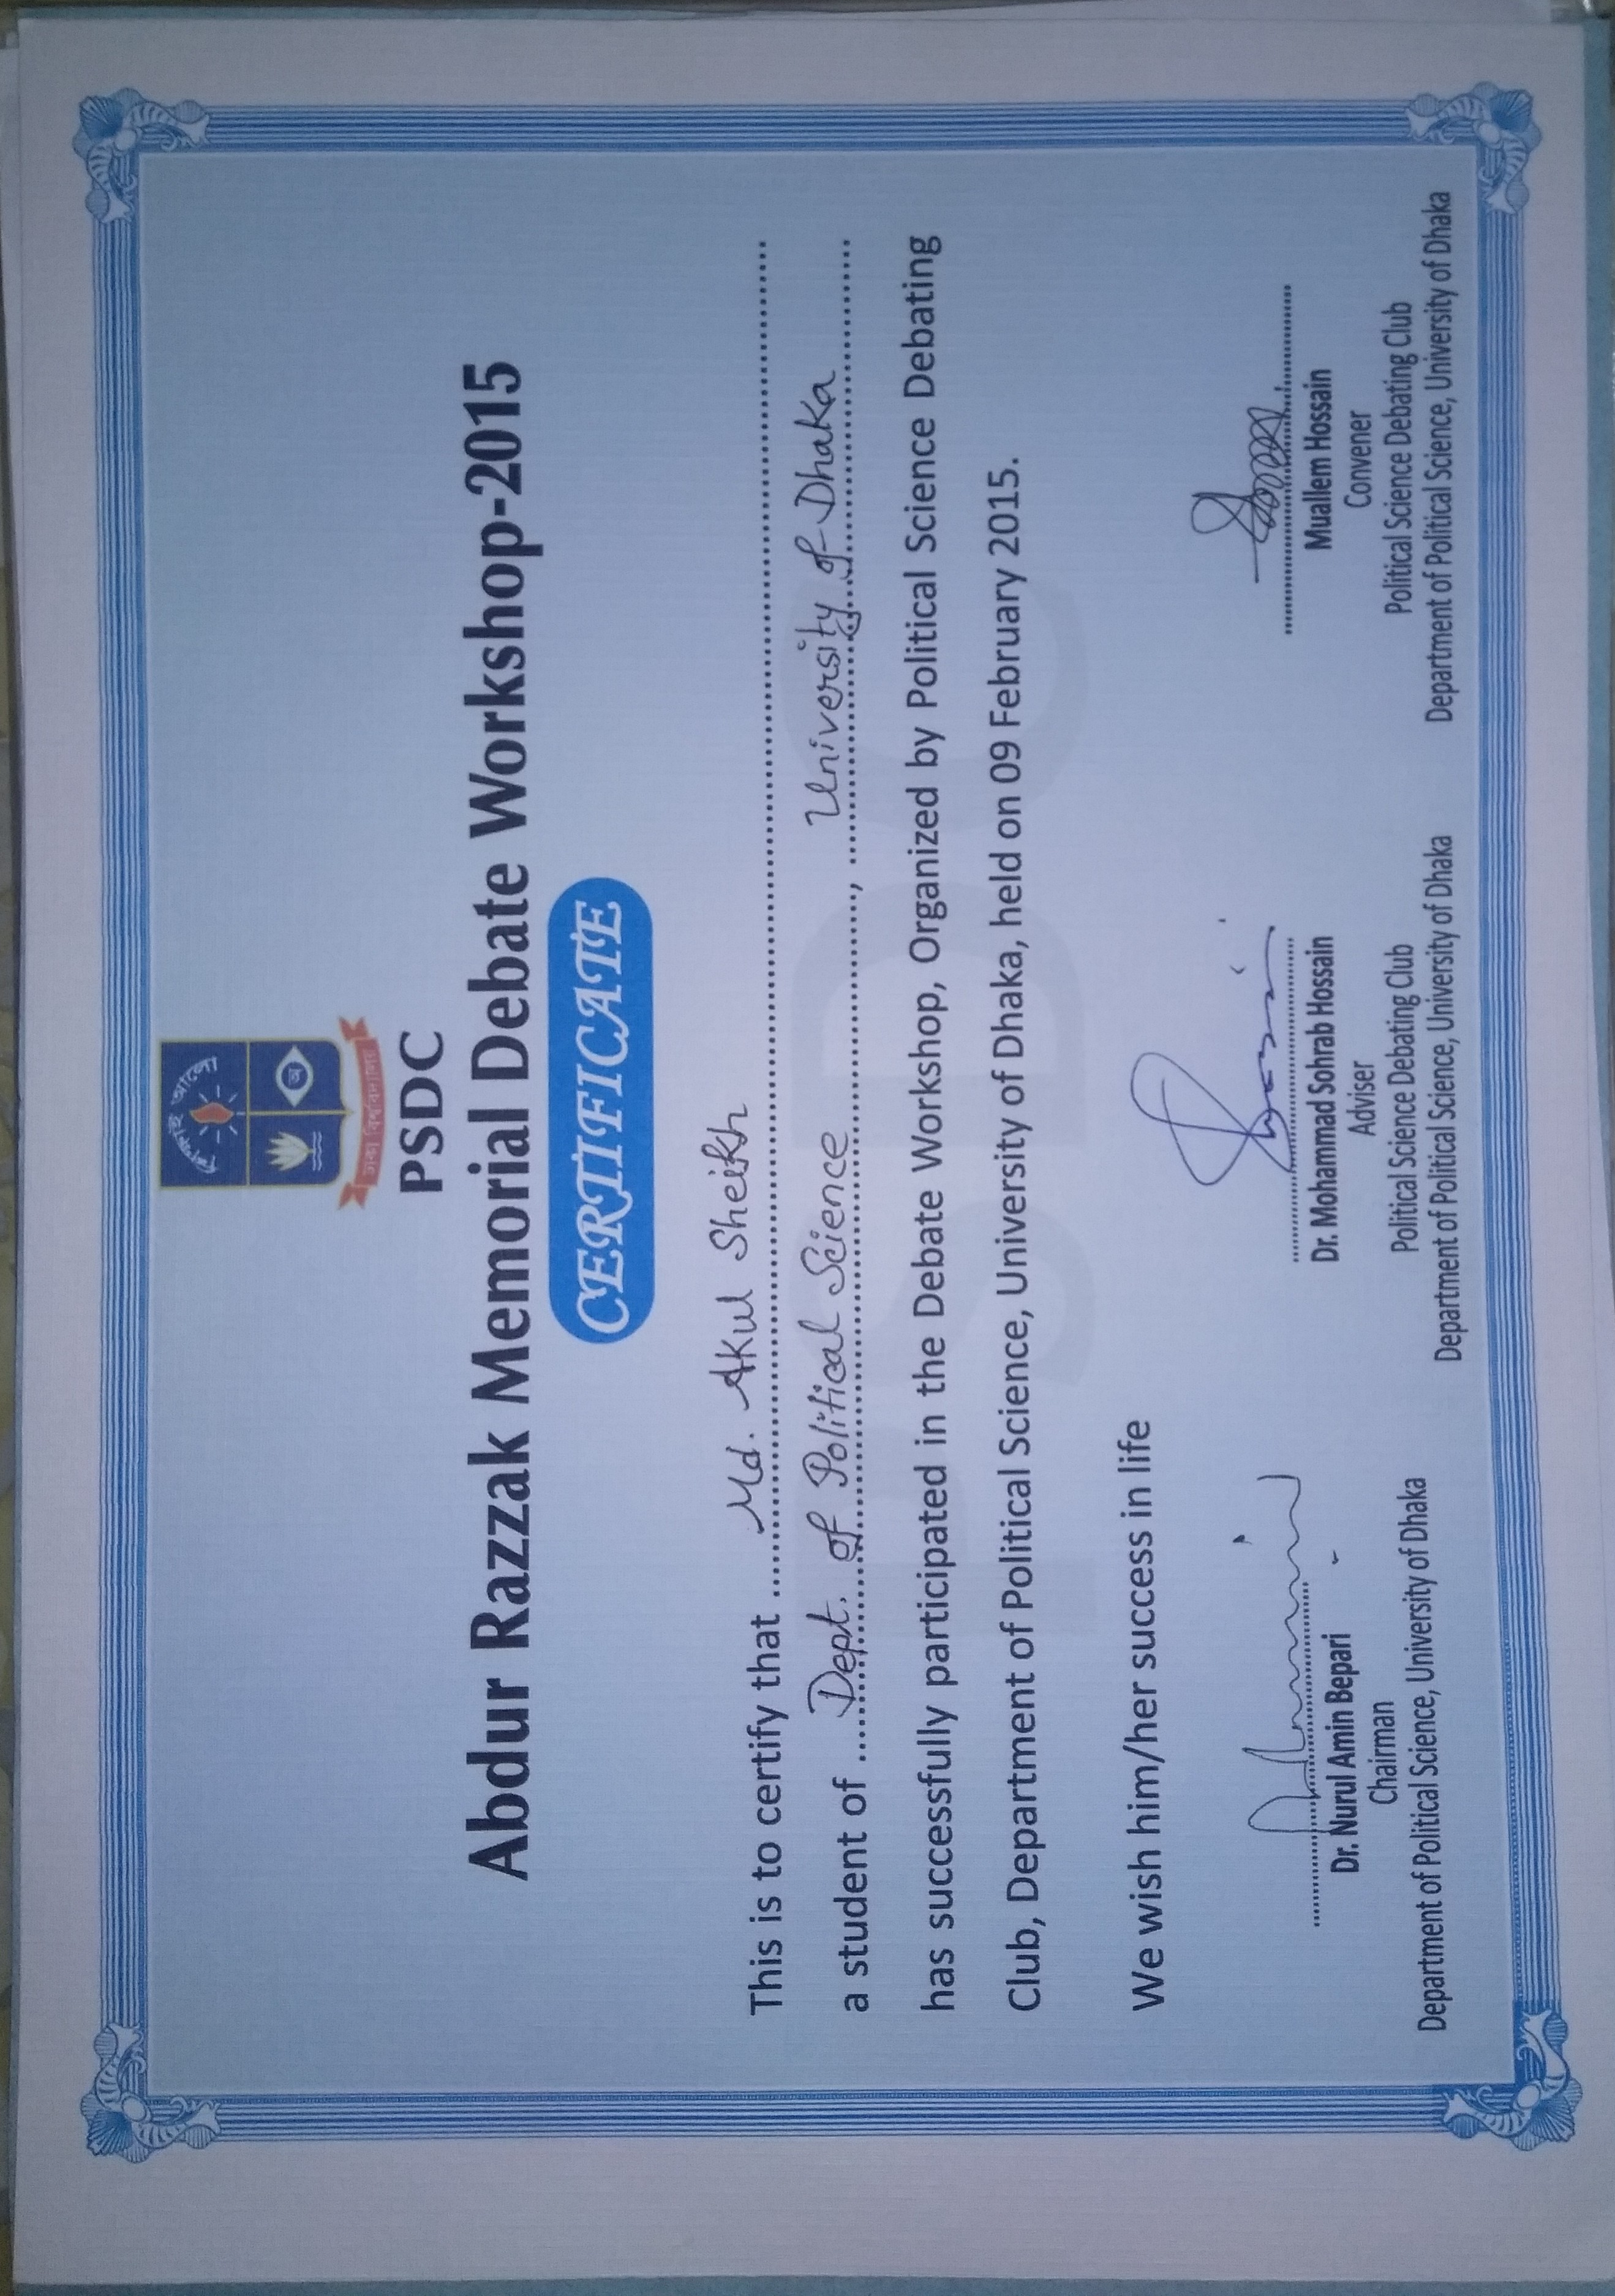 শিক্ষাই আলো
অ
ঢাকা বিশ্ববিদ্যালয়
PSDC
Abdur Razzak Memorial Debate Workshop-2015
CERTIFICATE
This is to certify that ......Md. Akul Sheikh......
a student of ......Dept. of Political Science......, ......University of Dhaka......
has successfully participated in the Debate Workshop, Organized by Political Science Debating
Club, Department of Political Science, University of Dhaka, held on 09 February 2015.
We wish him/her success in life
Dr. Nurul Amin Bepari
Chairman
Department of Political Science, University of Dhaka
Dr. Mohammad Sohrab Hossain
Adviser
Political Science Debating Club
Department of Political Science, University of Dhaka
Muallem Hossain
Convener
Political Science Debating Club
Department of Political Science, University of Dhaka
PSDC